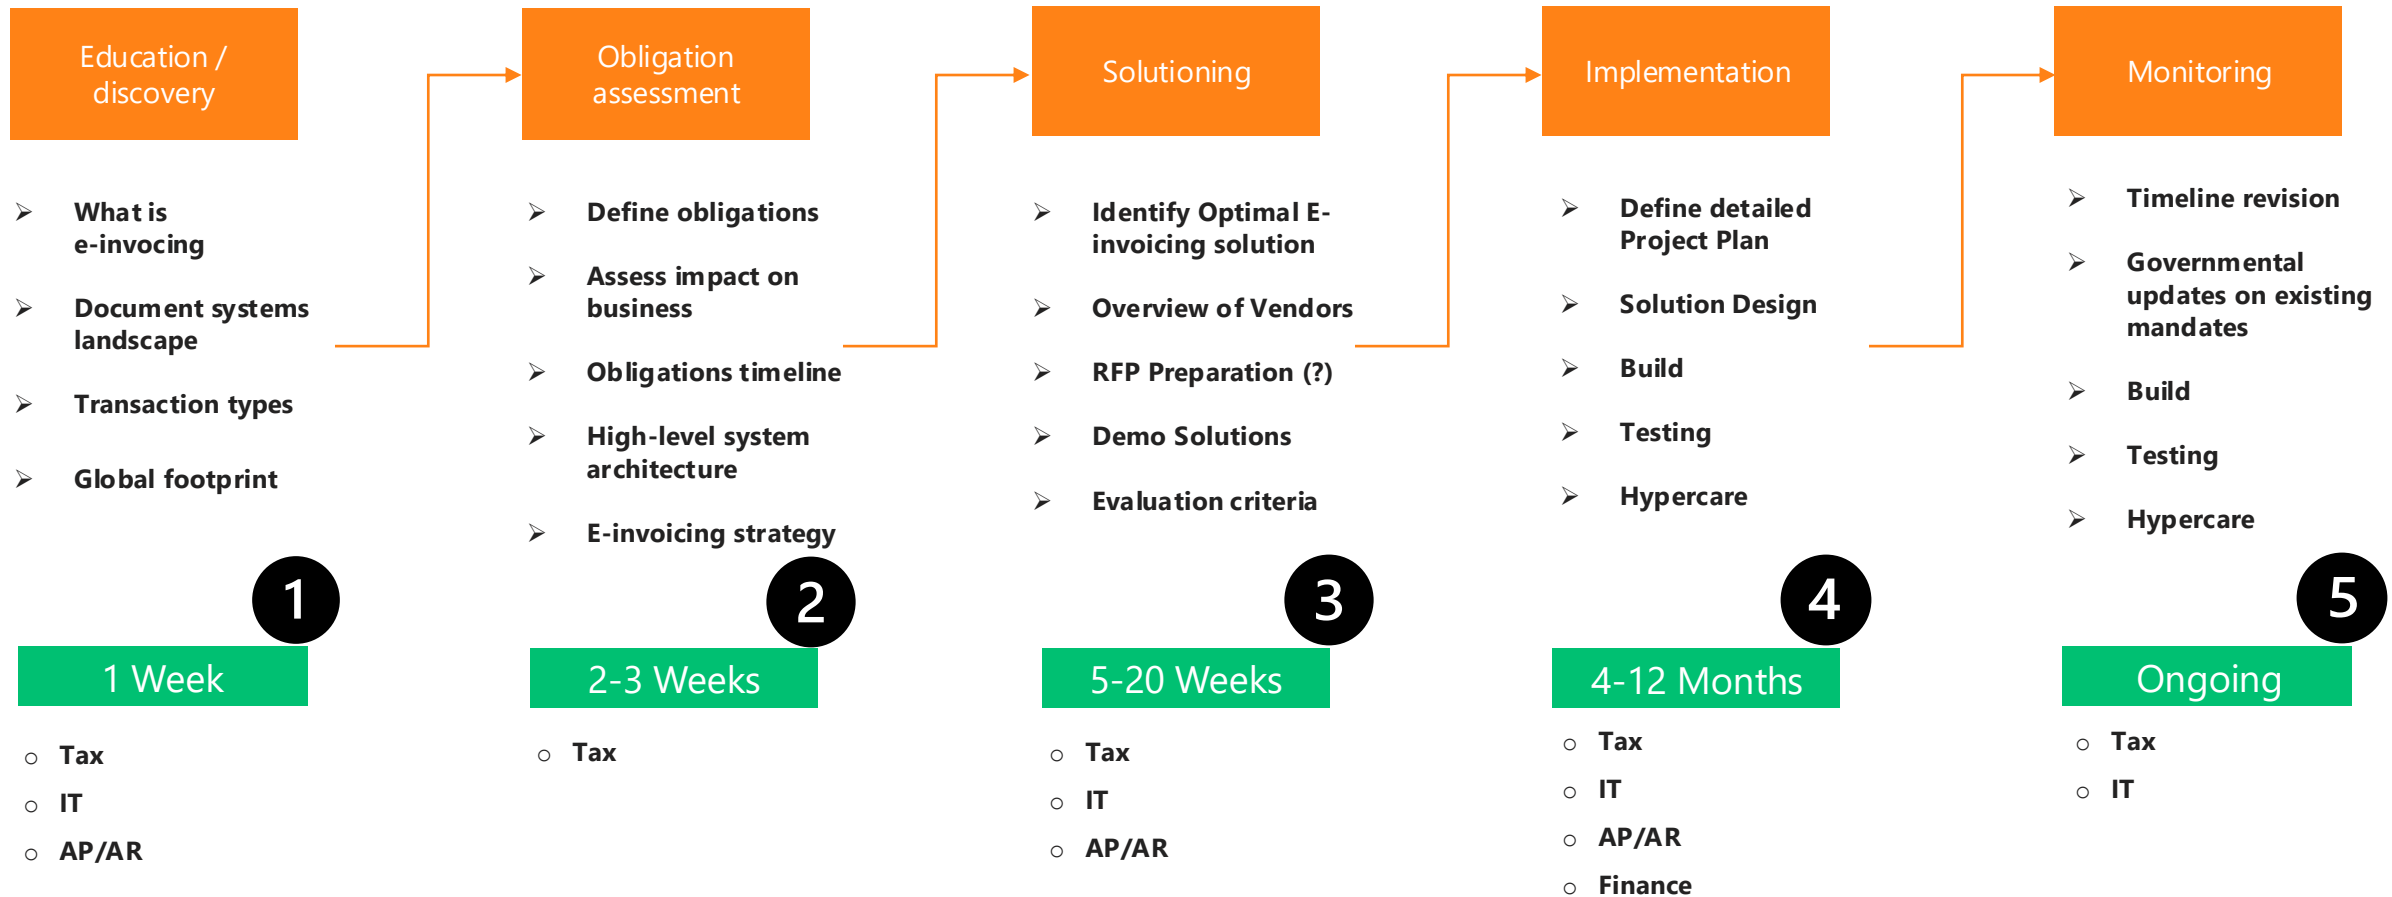 Education /
discovery
What is
e-invocing
Document systems
landscape
Transaction types
Global footprint
1
1 Week
Tax
IT
AP/AR
Obligation
assessment
Define obligations
Assess impact on
business
Obligations timeline
High-level system
architecture
E-invoicing strategy
2
2-3 Weeks
Tax
Solutioning
Identify Optimal E-
invoicing solution
Overview of Vendors
RFP Preparation (?)
Demo Solutions
Evaluation criteria
3
5-20 Weeks
Tax
IT
AP/AR
Implementation
Define detailed
Project Plan
Solution Design
Build
Testing
Hypercare
4
4-12 Months
Tax
IT
AP/AR
Finance
Monitoring
Timeline revision
Governmental
updates on existing
mandates
Build
Testing
Hypercare
5
Ongoing
Tax
IT